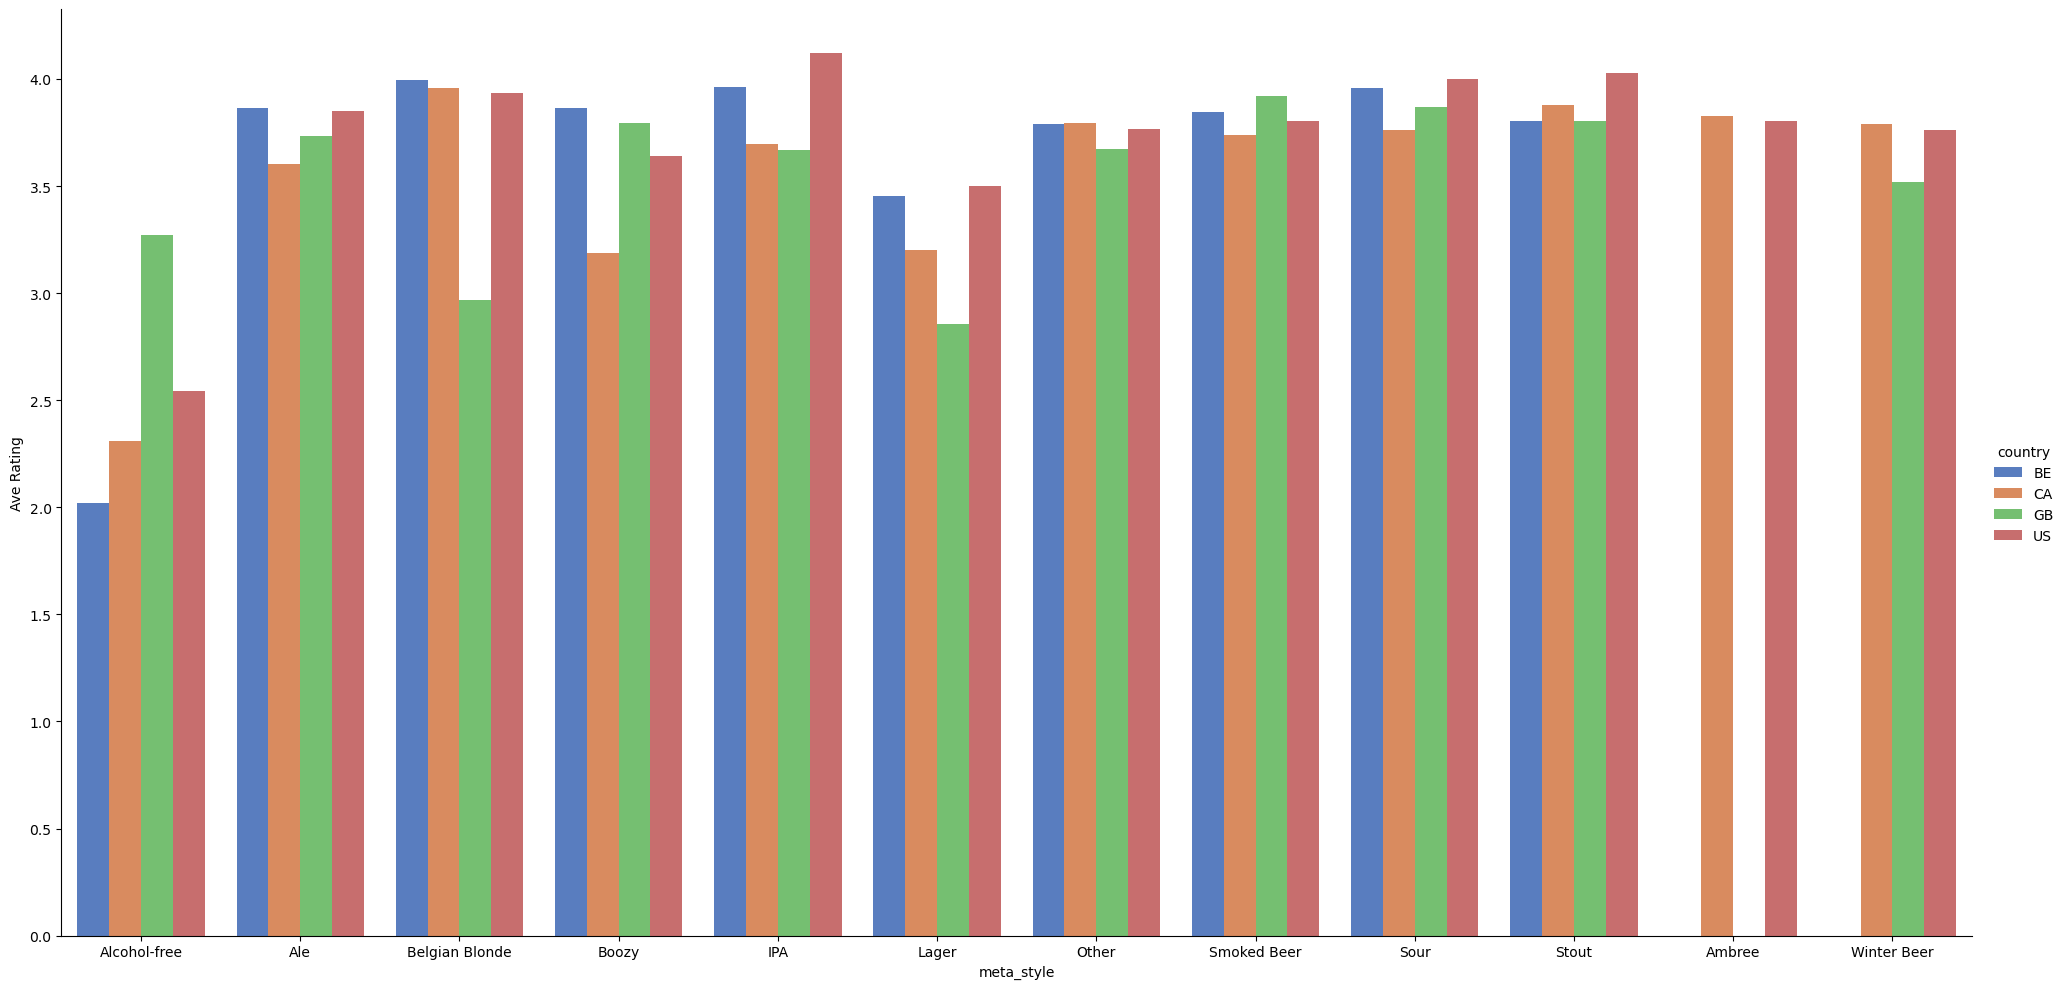 4.0
3.5
3.0
2.5
2.0
1.5
1.0
0.5
0.0
Ave Rating
Alcohol-free Ale Belgian Blonde Boozy IPA Lager Other Smoked Beer Sour Stout Ambree Winter Beer
meta_style
country
BE
CA
GB
US